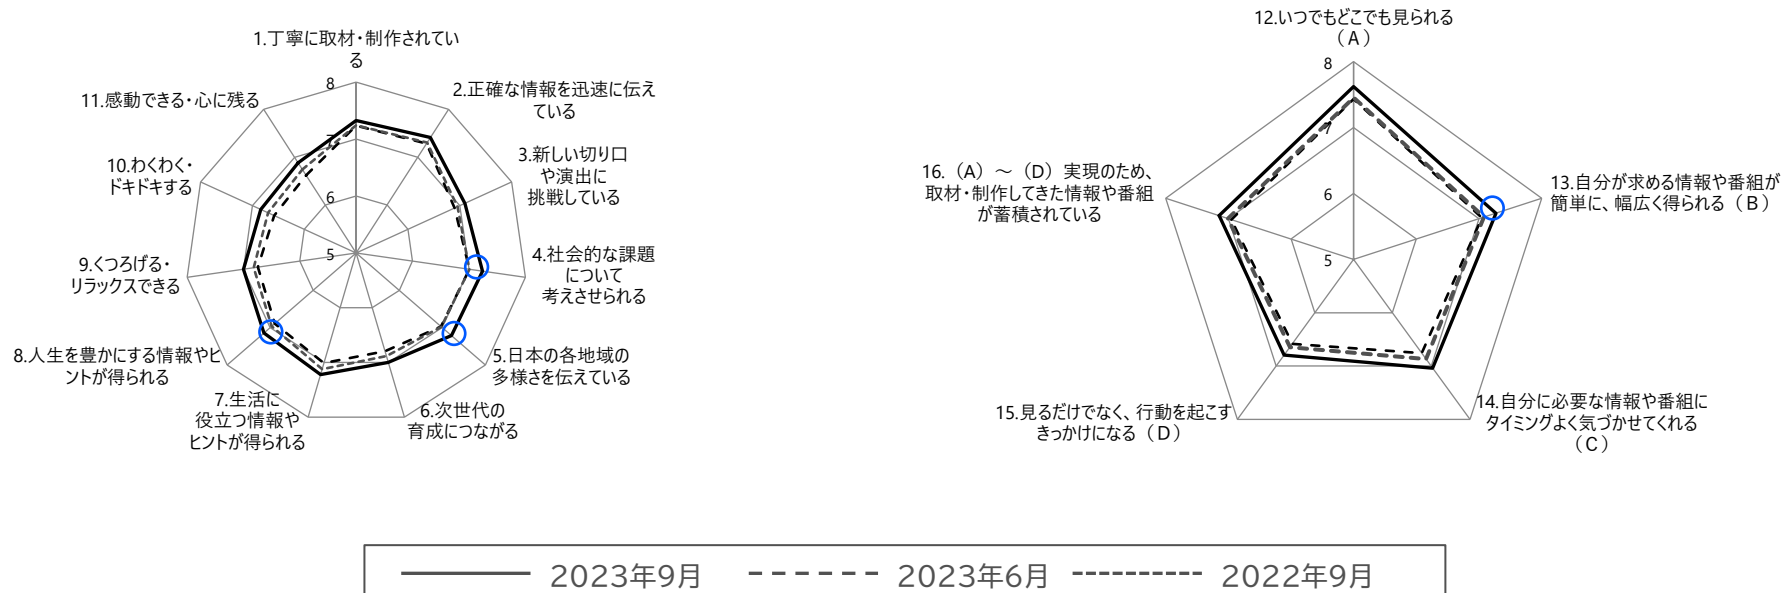 1.丁寧に取材・制作されてい
る
2.正確な情報を迅速に伝え
ている
3.新しい切り口
や演出に
挑戦している
4.社会的な課題
について
考えさせられる
5.日本の各地域の
多様さを伝えている
6.次世代の
育成につながる
7.生活に
役立つ情報や
ヒントが得られる
8.人生を豊かにする情報やヒ
ントが得られる
9.くつろげる・
リラックスできる
10.わくわく・
ドキドキする
11.感動できる・心に残る
8
7
6
5
12.いつでもどこでも見られる
（A）
13.自分が求める情報や番組が
簡単に、幅広く得られる（B）
14.自分に必要な情報や番組に
タイミングよく気づかせてくれる
（C）
15.見るだけでなく、行動を起こす
きっかけになる（D）
16.（A）～（D）実現のため、
取材・制作してきた情報や番組
が蓄積されている
8
7
6
5
2023年9月
2023年6月
2022年9月